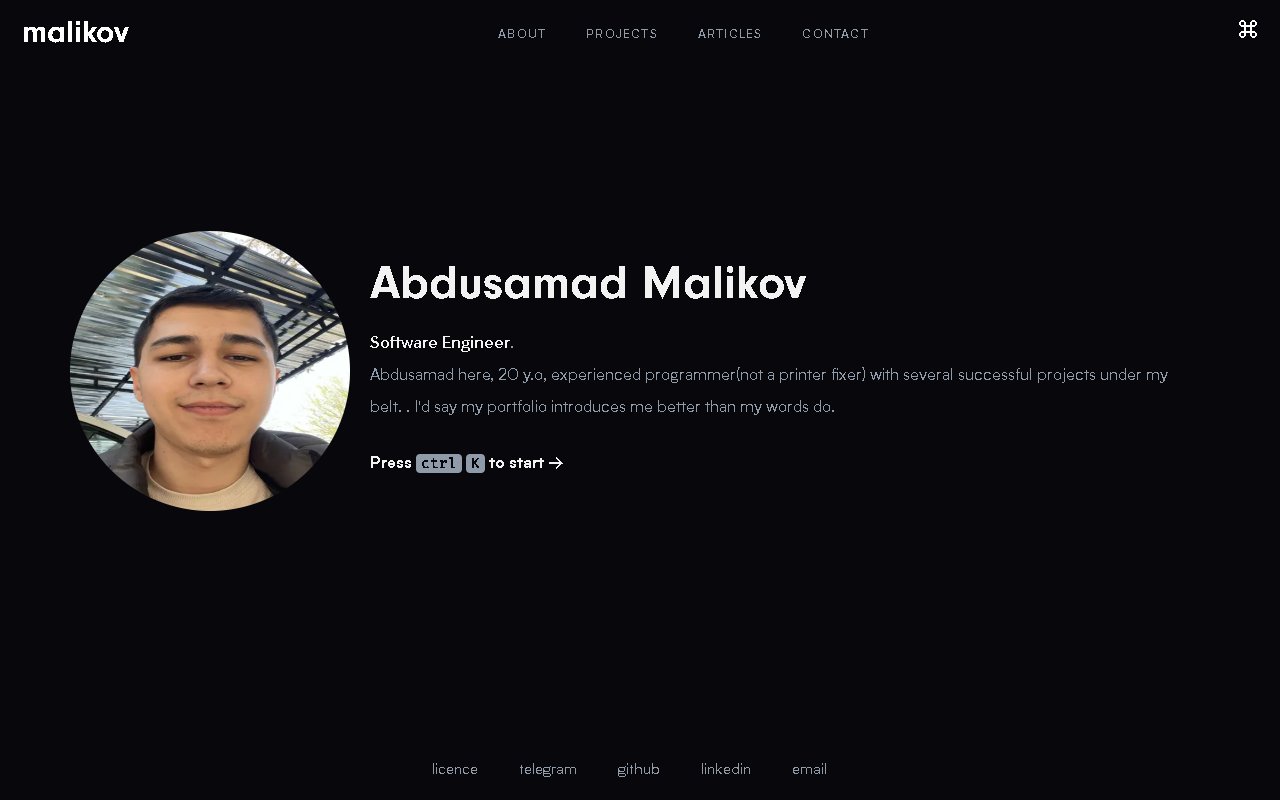 malikov
ABOUT PROJECTS ARTICLES CONTACT
Abdusamad Malikov
Software Engineer.
Abdusamad here, 20 y.o, experienced programmer(not a printer fixer) with several successful projects under my
belt. . I'd say my portfolio introduces me better than my words do.
Press ctrl K to start →
licence telegram github linkedin email